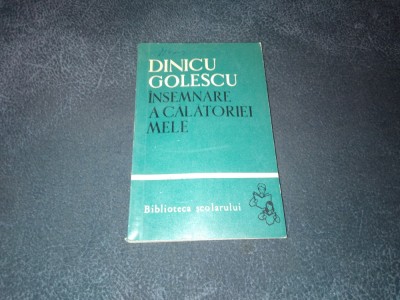 DINICU
GOLESCU
ÎNSEMNARE
A CĂLĂTORIEI
MELE
Biblioteca școlarului